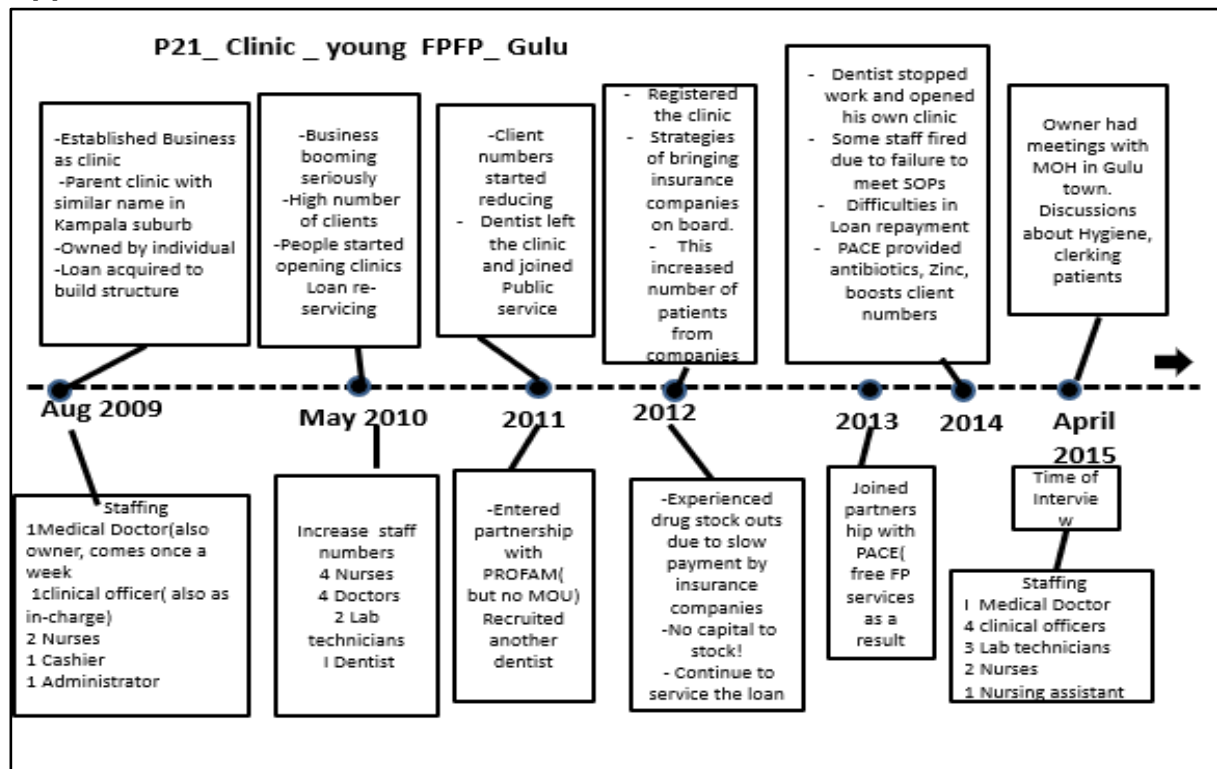 P21_ Clinic _ young FPFP_ Gulu
-Established Business
as clinic
-Parent clinic with
similar name in
Kampala suburb
-Owned by individual
-Loan acquired to
build structure
-Business
booming
seriously
-High number
of clients
-People started
opening clinics
Loan re-
servicing
-Client
numbers
started
reducing
- Dentist left
the clinic
and joined
Public
service
- Registered
the clinic
- Strategies
of bringing
insurance
companies
on board.
- This
increased
number of
patients
from
companies
- Dentist stopped
work and opened
his own clinic
- Some staff fired
due to failure to
meet SOPs
- Difficulties in
Loan repayment
- PACE provided
antibiotics, Zinc,
boosts client
numbers
Owner had
meetings with
MOH in Gulu
town.
Discussions
about Hygiene,
clerking
patients
Aug 2009
May 2010
2011
2012
2013
2014
April
2015
Staffing
1Medical Doctor(also
owner, comes once a
week
1clinical officer( also as
in-charge)
2 Nurses
1 Cashier
1 Administrator
Increase staff
numbers
4 Nurses
4 Doctors
2 Lab
technicians
I Dentist
-Entered
partnership
with
PROFAM(
but no MOU)
Recruited
another
dentist
-Experienced
drug stock outs
due to slow
payment by
insurance
companies
-No capital to
stock!
- Continue to
service the loan
Joined
partners
hip with
PACE(
free FP
services
as a
result
Time of
Intervie
w
Staffing
I Medical Doctor
4 clinical officers
3 Lab technicians
2 Nurses
1 Nursing assistant